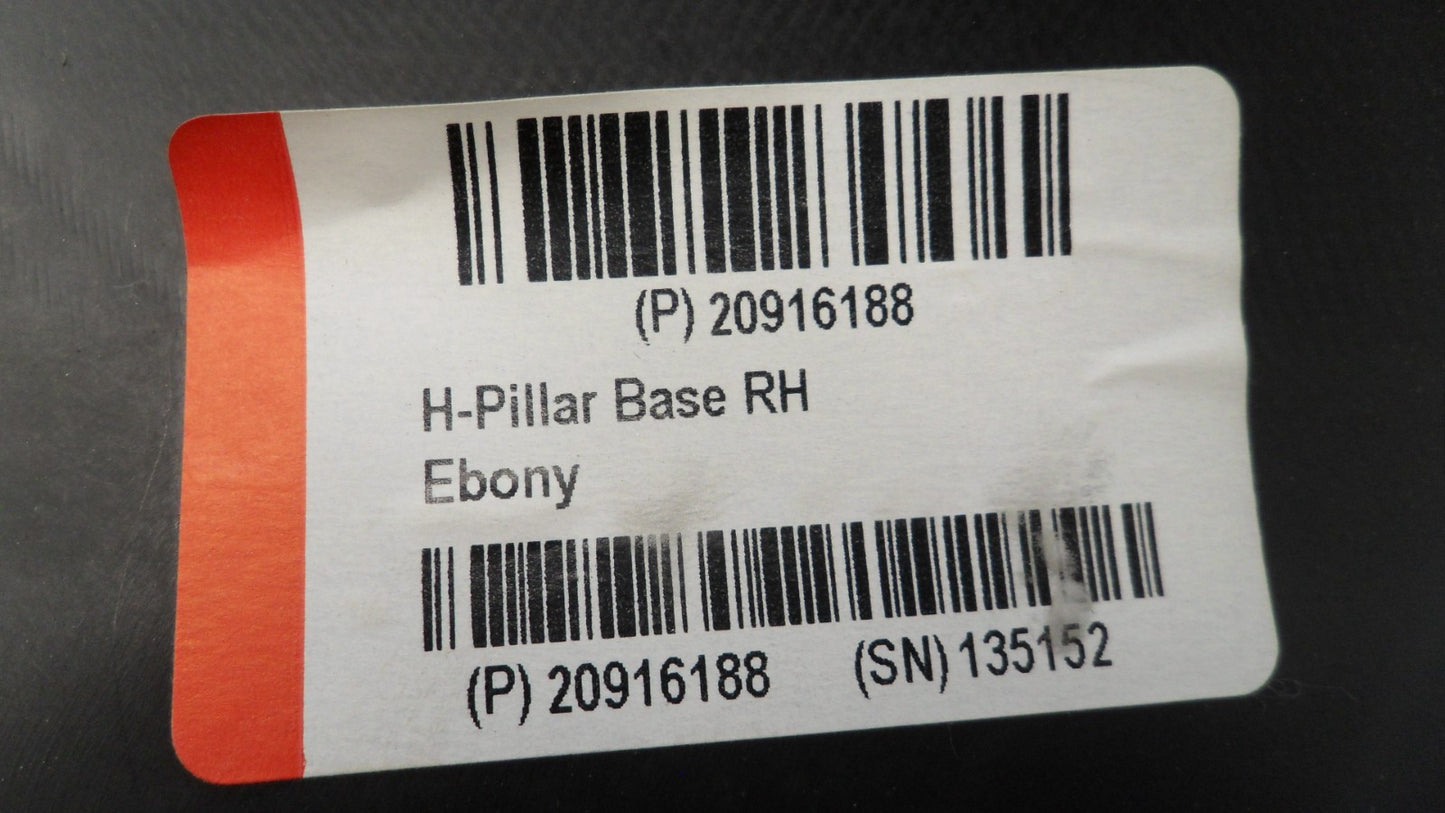 (P) 20916188
H-Pillar Base RH
Ebony
(P) 20916188 (SN) 135152